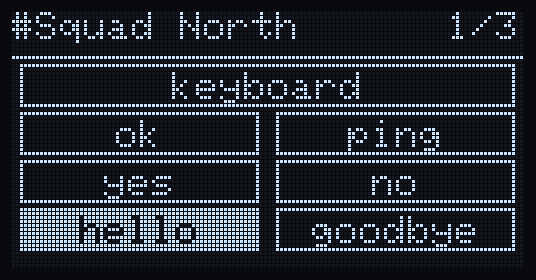 #Squad North 1/3
keyboard
ok ping
yes no
hello goodbye